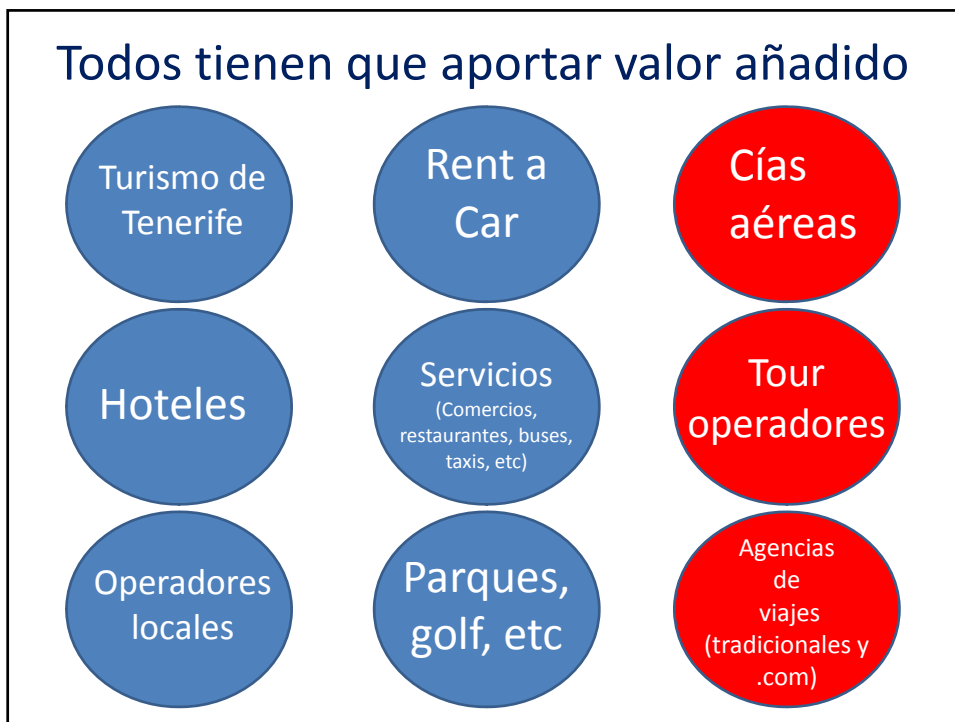 Todos tienen que aportar valor añadido
Turismo de
Tenerife
Rent a
Car
Cías
aéreas
Hoteles
Servicios
(Comercios,
restaurantes, buses,
taxis, etc)
Tour
operadores
Operadores
locales
Parques,
golf, etc
Agencias
de
viajes
(tradicionales y
.com)